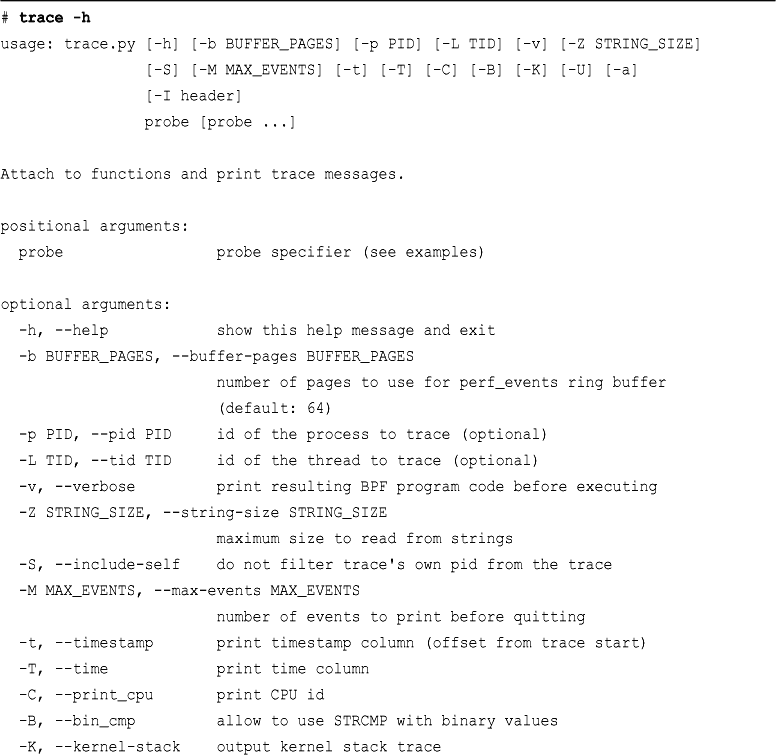 # trace -h
usage: trace.py [-h] [-b BUFFER_PAGES] [-p PID] [-L TID] [-v] [-Z STRING_SIZE]
                [-S] [-M MAX_EVENTS] [-t] [-T] [-C] [-B] [-K] [-U] [-a]
                [-I header]
                probe [probe ...]

Attach to functions and print trace messages.

positional arguments:
  probe                 probe specifier (see examples)

optional arguments:
  -h, --help            show this help message and exit
  -b BUFFER_PAGES, --buffer-pages BUFFER_PAGES
                        number of pages to use for perf_events ring buffer
                        (default: 64)
  -p PID, --pid PID     id of the process to trace (optional)
  -L TID, --tid TID     id of the thread to trace (optional)
  -v, --verbose         print resulting BPF program code before executing
  -Z STRING_SIZE, --string-size STRING_SIZE
                        maximum size to read from strings
  -S, --include-self    do not filter trace's own pid from the trace
  -M MAX_EVENTS, --max-events MAX_EVENTS
                        number of events to print before quitting
  -t, --timestamp       print timestamp column (offset from trace start)
  -T, --time            print time column
  -C, --print_cpu       print CPU id
  -B, --bin_cmp         allow to use STRCMP with binary values
  -K, --kernel-stack    output kernel stack trace